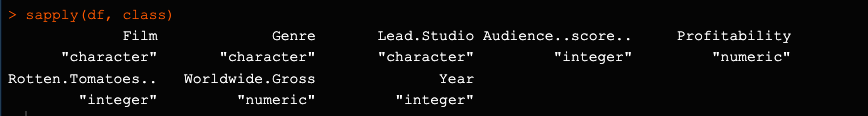 > sapply(df, class)
Film Genre Lead.Studio Audience..score.. Profitability
"character" "character" "character" "integer" "numeric"
Rotten.Tomatoes.. Worldwide.Gross Year
"integer" "numeric" "integer"